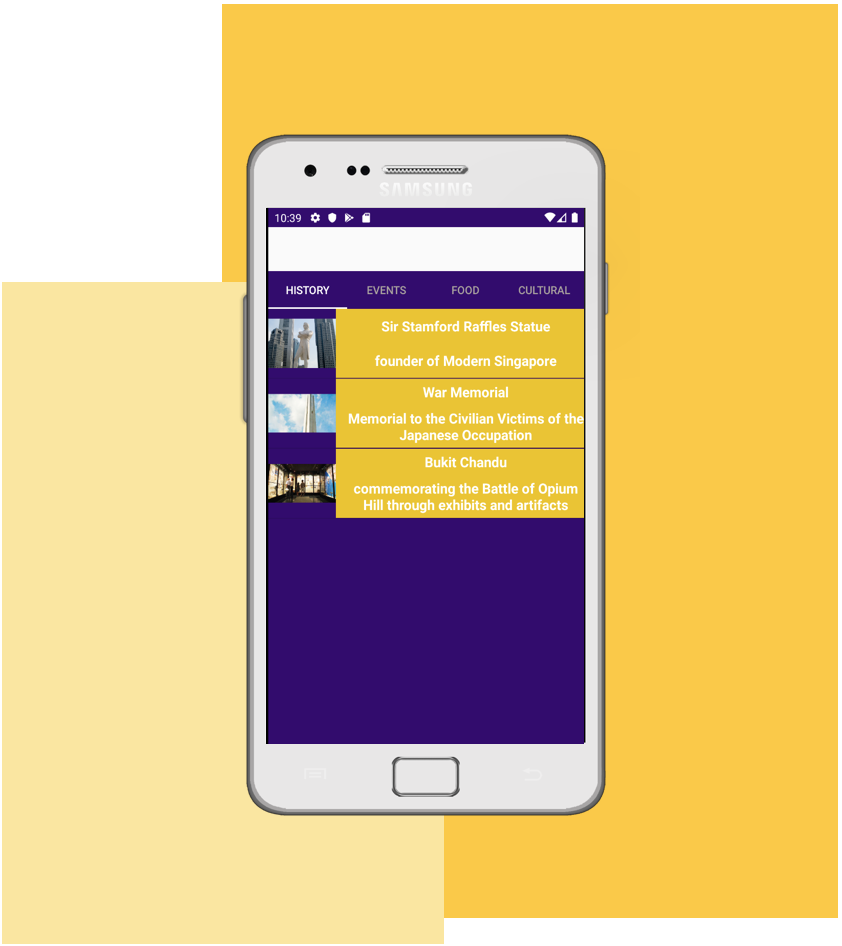 SAMSUNG
10:39
HISTORY EVENTS FOOD CULTURAL
Sir Stamford Raffles Statue
founder of Modern Singapore
War Memorial
Memorial to the Civilian Victims of the
Japanese Occupation
Bukit Chandu
commemorating the Battle of Opium
Hill through exhibits and artifacts